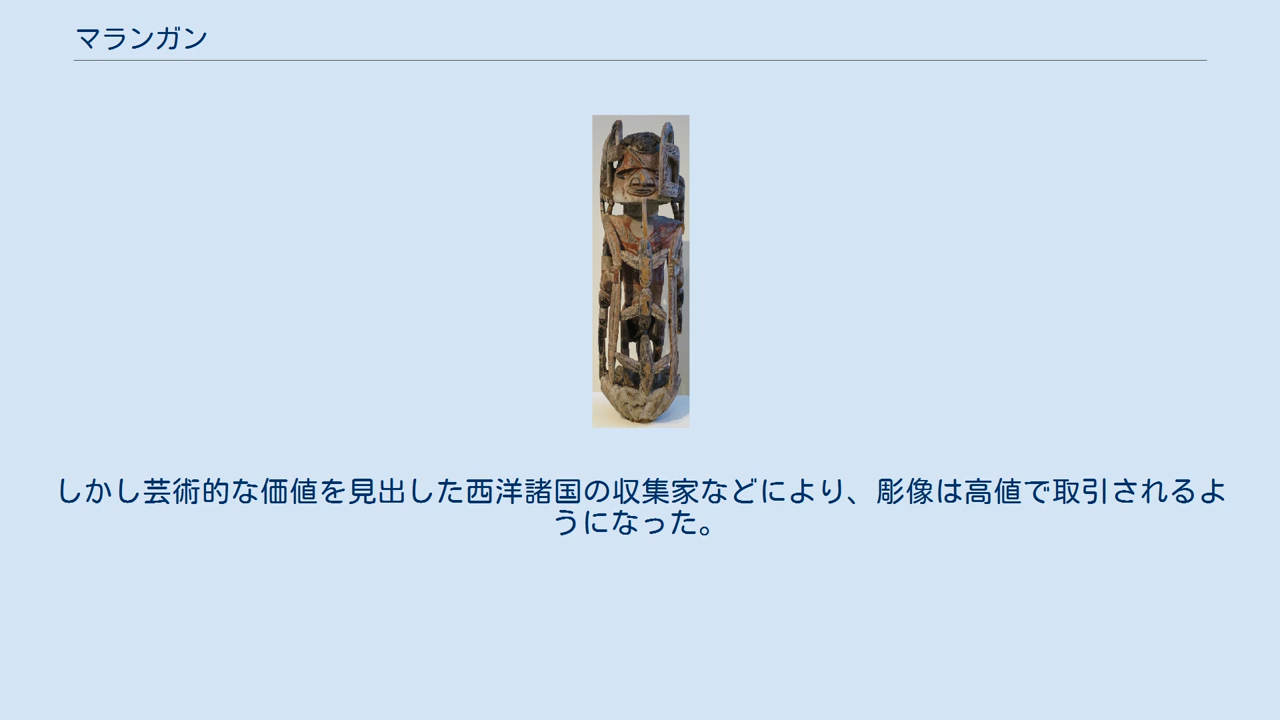 マランガン
しかし芸術的な価値を見出した西洋諸国の収集家などにより、彫像は高値で取引されるよ
うになった。